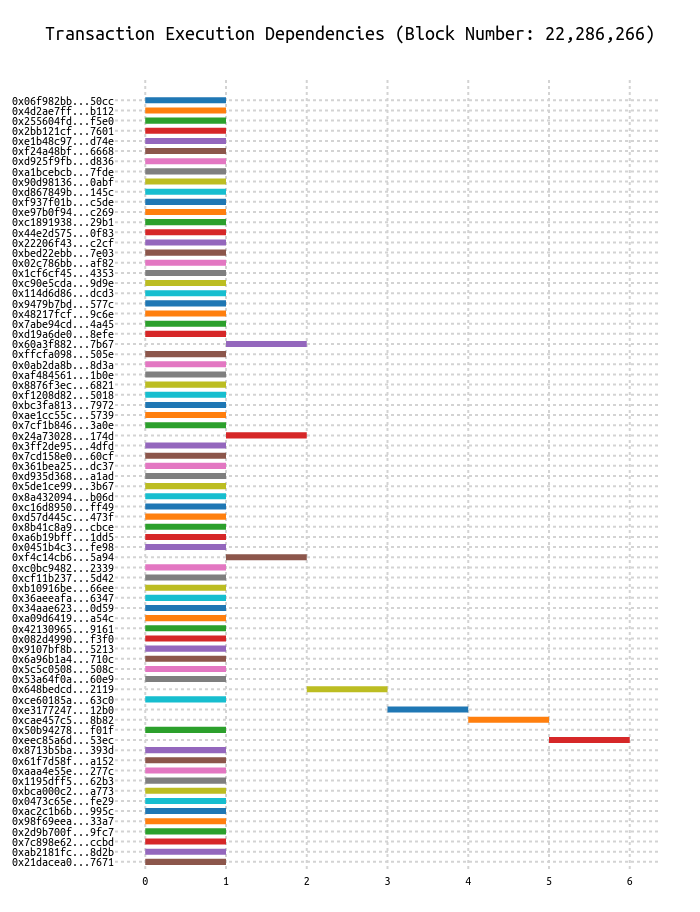 Transaction Execution Dependencies (Block Number: 22,286,266)
0x06f982bb...50cc
0x4d2ae7ff...b112
0x255604fd...f5e0
0x2bb121cf...7601
0xe1b48c97...d74e
0xf24a48bf...6668
0xd925f9fb...d836
0xa1bcebcb...7fde
0x90d98136...0abf
0xd867849b...145c
0xf937f01b...c5de
0xe97b0f94...c269
0xc1891938...29b1
0x44e2d575...0f83
0x22206f43...c2cf
0xbed22ebb...7e03
0x02c786bb...af82
0x1cf6cf45...4353
0xc90e5cda...9d9e
0x114d6d86...dcd3
0x9479b7bd...577c
0x48217fcf...9c6e
0x7abe94cd...4a45
0xd19a6de0...8efe
0x60a3f882...7b67
0xffcfa098...505e
0x0ab2da8b...8d3a
0xaf484561...1b0e
0x8876f3ec...6821
0xf1208d82...5018
0xbc3fa813...7972
0xae1cc55c...5739
0x7cf1b846...3a0e
0x24a73028...174d
0x3ff2de95...4dfd
0x7cd158e0...60cf
0x361bea25...dc37
0xd935d368...a1ad
0x5de1ce99...3b67
0x8a432094...b06d
0xc16d8950...ff49
0xd57d445c...473f
0x8b41c8a9...cbce
0xa6b19bff...1dd5
0x0451b4c3...fe98
0xf4c14cb6...5a94
0xc0bc9482...2339
0xcf11b237...5d42
0xb10916be...66ee
0x36aeeafa...6347
0x34aae623...0d59
0xa09d6419...a54c
0x42130965...9161
0x082d4990...f3f0
0x9107bf8b...5213
0x6a96b1a4...710c
0x5c5c0508...508c
0x53a64f0a...60e9
0x648bedcd...2119
0xce60185a...63c0
0xe3177247...12b0
0xcae457c5...8b82
0x50b94278...f01f
0xeec85a6d...53ec
0x8713b5ba...393d
0x61f7d58f...a152
0xaaa4e55e...277c
0x1195dff5...62b3
0xbca000c2...a773
0x0473c65e...fe29
0xac2c1b6b...995c
0x98f69eea...33a7
0x2d9b700f...9fc7
0x7c898e62...ccbd
0xab2181fc...8d2b
0x21dacea0...7671
0 1 2 3 4 5 6